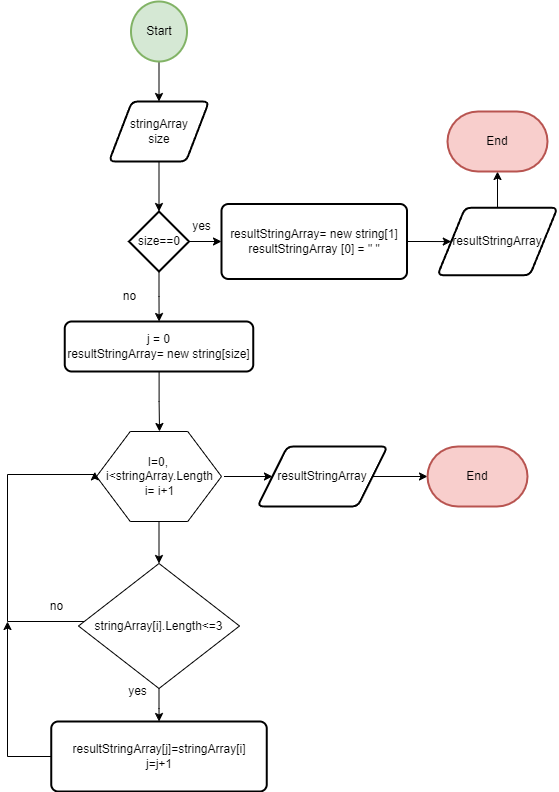 Start
stringArray
size
End
size==0
yes
resultStringArray= new string[1]
resultStringArray [0] = " "
resultStringArray
no
j = 0
resultStringArray= new string[size]
I=0,
i<stringArray.Length
i= i+1
resultStringArray
End
no
stringArray[i].Length<=3
yes
resultStringArray[j]=stringArray[i]
j=j+1